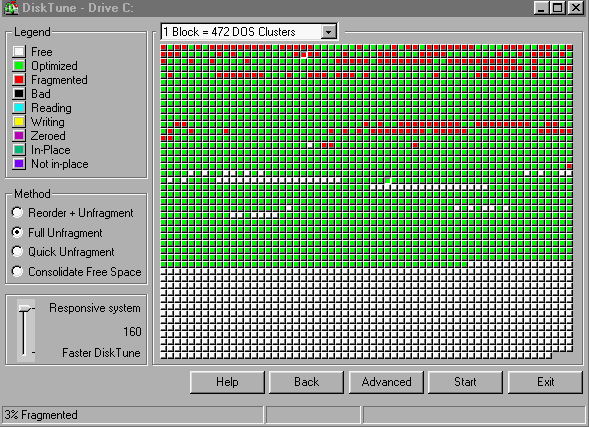 DiskTune - Drive C:
Legend
Free
Optimized
Fragmented
Bad
Reading
Writing
Zeroed
In-Place
Not in-place
Method
Reorder + Unfragment
Full Unfragment
Quick Unfragment
Consolidate Free Space
Responsive system
160
Faster DiskTune
1 Block = 472 DOS Clusters
Help Back Advanced Start Exit
3% Fragmented